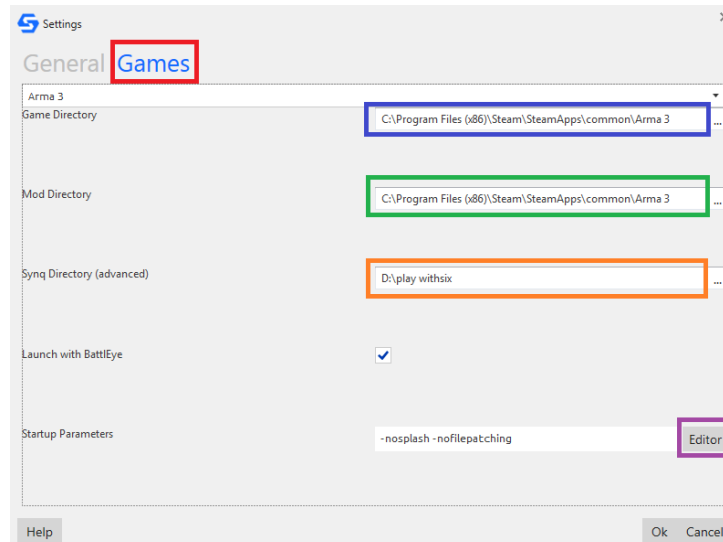 Settings
General Games
Arma 3
Game Directory C:\Program Files (x86)\Steam\SteamApps\common\Arma 3 ...
Mod Directory C:\Program Files (x86)\Steam\SteamApps\common\Arma 3 ...
Synq Directory (advanced) D:\play withsix ...
Launch with BattlEye
Startup Parameters -nosplash -nofilepatching Editor
Help Ok Cancel